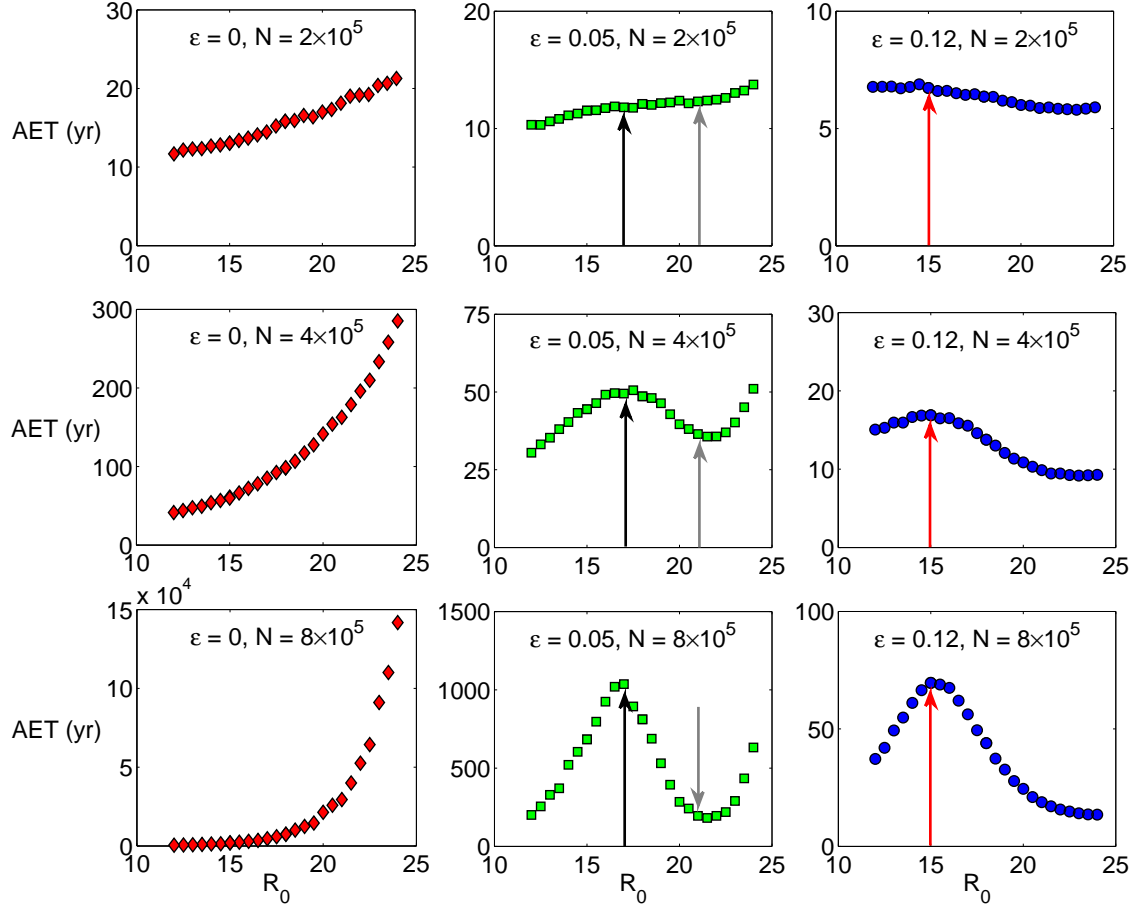 ε = 0, N = 2×10^5
AET (yr)
30
20
10
0
10 15 20 25
ε = 0.05, N = 2×10^5
20
10
0
10 15 20 25
ε = 0.12, N = 2×10^5
10
5
0
10 15 20 25
ε = 0, N = 4×10^5
AET (yr)
300
200
100
0
10 15 20 25
ε = 0.05, N = 4×10^5
75
50
25
0
10 15 20 25
ε = 0.12, N = 4×10^5
30
20
10
0
10 15 20 25
x 10^4
ε = 0, N = 8×10^5
AET (yr)
15
10
5
0
10 15 20 25
R_0
ε = 0.05, N = 8×10^5
1500
1000
500
0
10 15 20 25
R_0
ε = 0.12, N = 8×10^5
100
50
0
10 15 20 25
R_0